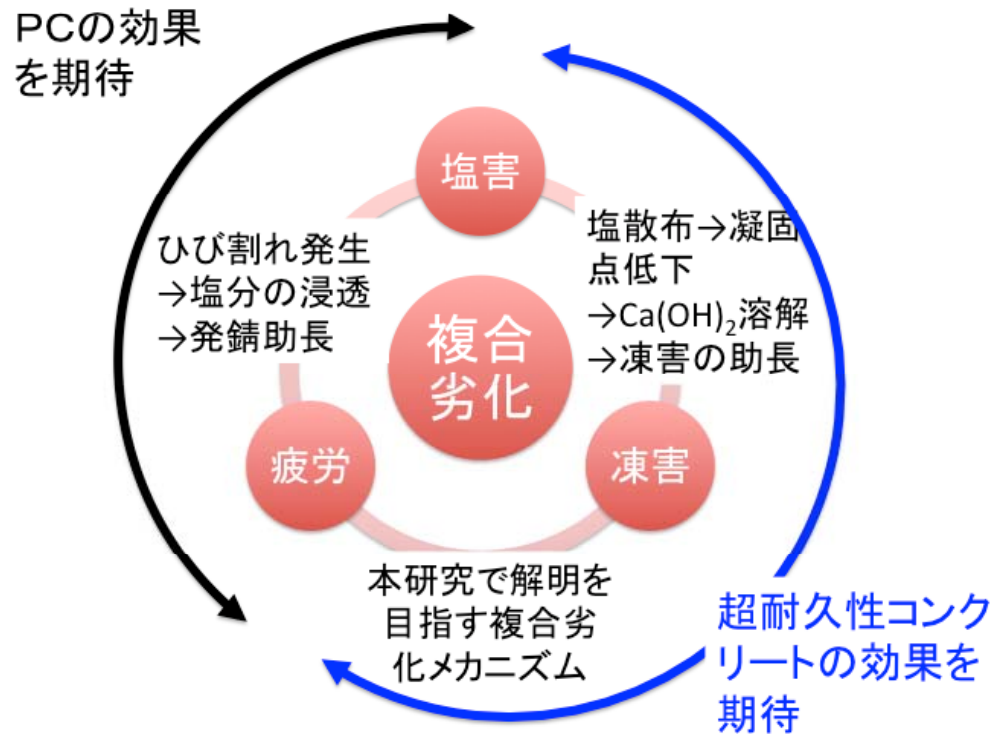 PCの効果
を期待
塩害
ひび割れ発生
→塩分の浸透
→発錆助長
塩散布→凝固
点低下
→Ca(OH)₂溶解
→凍害の助長
複合
劣化
疲労
凍害
本研究で解明を
目指す複合劣
化メカニズム
超耐久性コンク
リートの効果を
期待